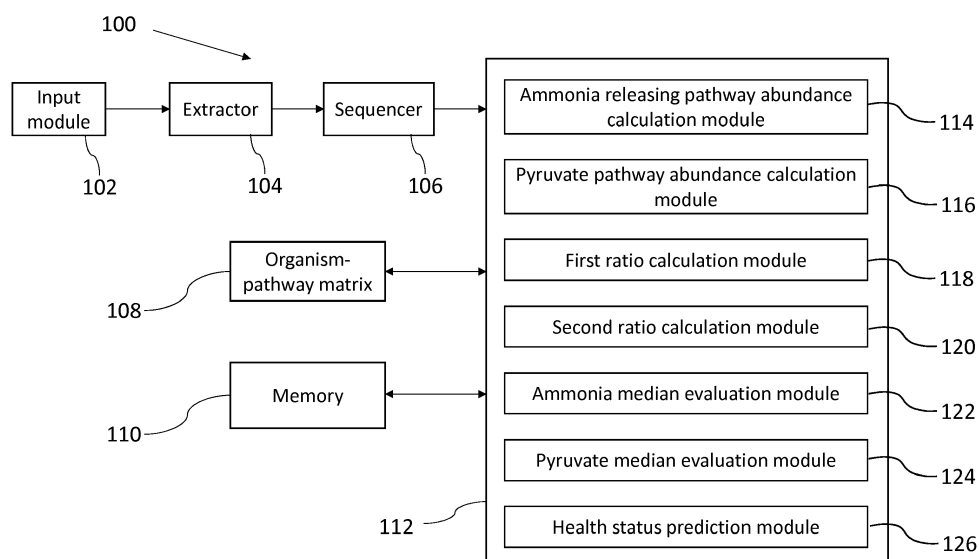 100
Input
module
Extractor
Sequencer
102
104
106
Ammonia releasing pathway abundance
calculation module
114
Pyruvate pathway abundance calculation
module
116
Organism-
pathway matrix
108
First ratio calculation module
118
Second ratio calculation module
120
Memory
110
Ammonia median evaluation module
122
Pyruvate median evaluation module
124
112
Health status prediction module
126